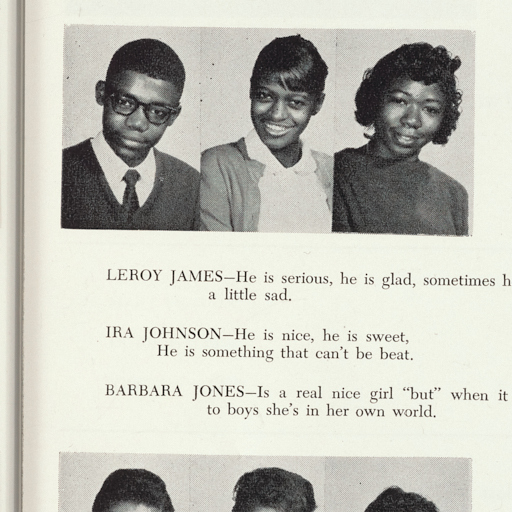 LEROY JAMES—He is serious, he is glad, sometimes
a little sad.
IRA JOHNSON—He is nice, he is sweet,
He is something that can't be beat.
BARBARA JONES—Is a real nice girl "but" when it
to boys she's in her own world.